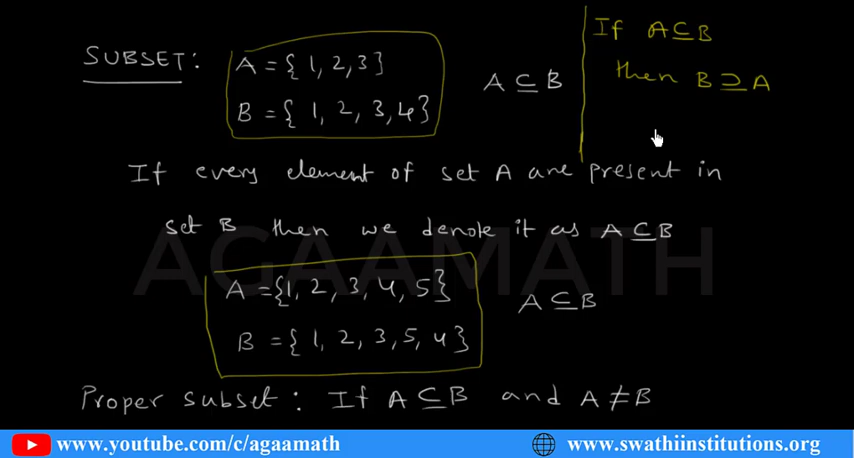 SUBSET: A = { 1, 2, 3 } A ⊆ B
B = { 1, 2, 3, 4 }
If A ⊆ B
then B ⊇ A
If every element of set A are present in
set B then we denote it as A ⊆ B
AGAAMATH
A = {1, 2, 3, 4, 5} A ⊆ B
B = { 1, 2, 3, 5, 4 }
Proper subset: If A ⊆ B and A ≠ B
www.youtube.com/c/agaamath www.swathiinstitutions.org